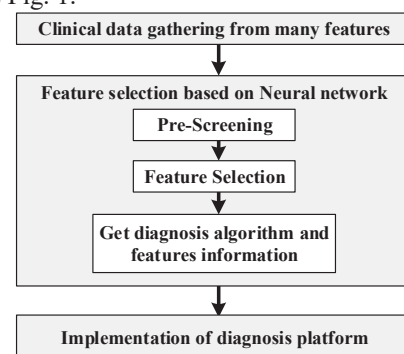 Fig. 1.
Clinical data gathering from many features
Feature selection based on Neural network
Pre-Screening
Feature Selection
Get diagnosis algorithm and
features information
Implementation of diagnosis platform